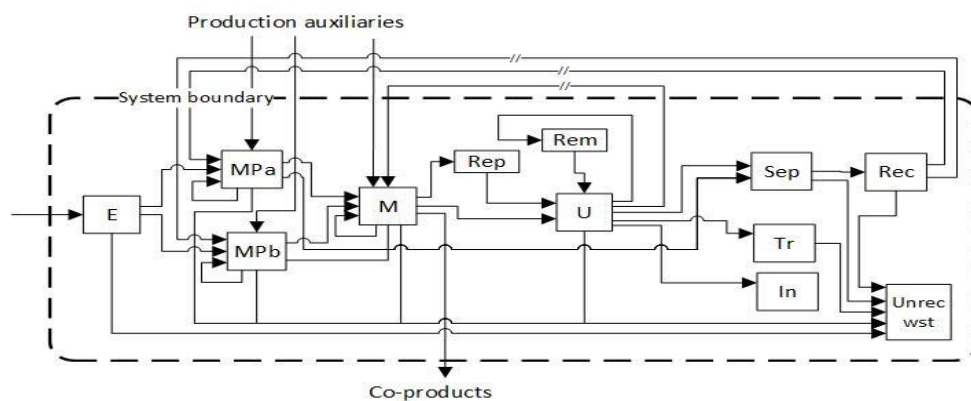 Production auxiliaries
System boundary
Rem
Rep
MPa
Sep
Rec
E
M
U
MPb
Tr
In
Unrec
wst
Co-products